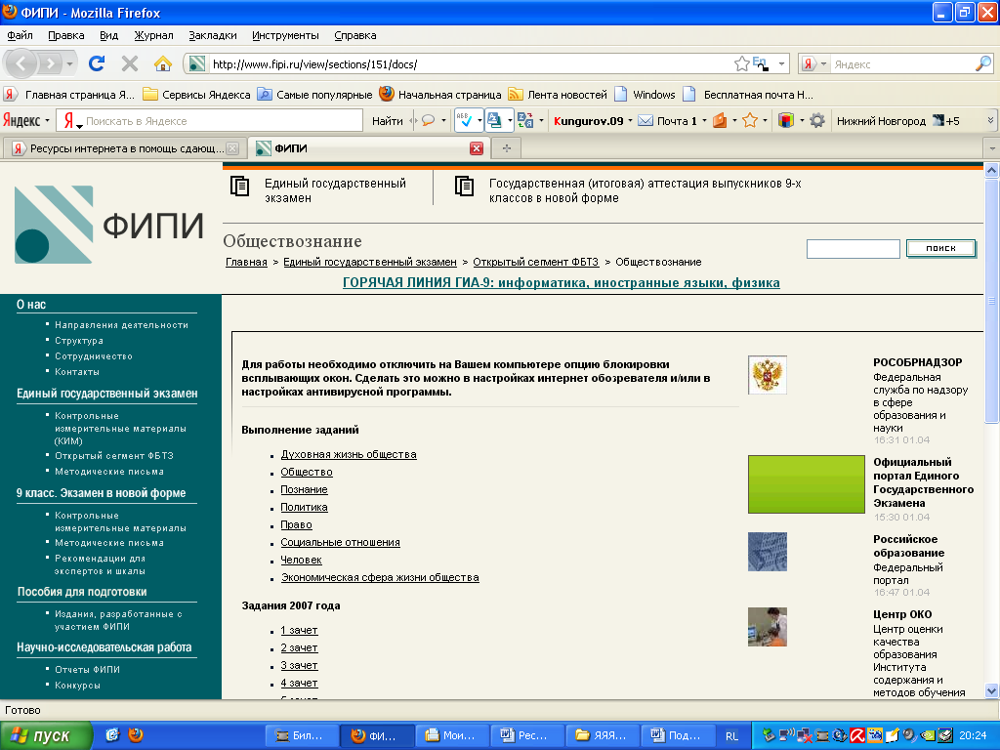 ФИПИ - Mozilla Firefox
Файл Правка Вид Журнал Закладки Инструменты Справка
http://www.fipi.ru/view/sections/151/docs/
Яндекс
Главная страница Я... Сервисы Яндекса Самые популярные Начальная страница Лента новостей Windows Бесплатная почта Н...
Яндекс Поискать в Яндексе Найти Kungurov.09 Почта 1 Нижний Новгород +5
Ресурсы интернета в помощь сдающ... ФИПИ
ФИПИ
Единый государственный
экзамен
Государственная (итоговая) аттестация выпускников 9-х
классов в новой форме
Обществознание
Главная > Единый государственный экзамен > Открытый сегмент ФБТЗ > Обществознание
поиск
ГОРЯЧАЯ ЛИНИЯ ГИА-9: информатика, иностранные языки, физика
О нас
Направления деятельности
Структура
Сотрудничество
Контакты
Единый государственный экзамен
Контрольные
измерительные материалы
(КИМ)
Открытый сегмент ФБТЗ
Методические письма
9 класс. Экзамен в новой форме
Контрольные
измерительные материалы
Методические письма
Рекомендации для
экспертов и школы
Пособия для подготовки
Издания, разработанные с
участием ФИПИ
Научно-исследовательская работа
Отчеты ФИПИ
Конкурсы
Для работы необходимо отключить на Вашем компьютере опцию блокировки
всплывающих окон. Сделать это можно в настройках интернет обозревателя и/или в
настройках антивирусной программы.
Выполнение заданий
Духовная жизнь общества
Общество
Познание
Политика
Право
Социальные отношения
Человек
Экономическая сфера жизни общества
Задания 2007 года
1 зачет
2 зачет
3 зачет
4 зачет
РОСОБРНАДЗОР
Федеральная
служба по надзору
в сфере
образования и
науки
16:31 01.04
Официальный
портал Единого
Государственного
Экзамена
15:30 01.04
Российское
образование
Федеральный
портал
16:47 01.04
Центр ОКО
Центр оценки
качества
образования
Института
содержания и
методов обучения
Готово
пуск Бил... ФИ... Мои... Рес... ЯЯЯ... Под... RL 20:24